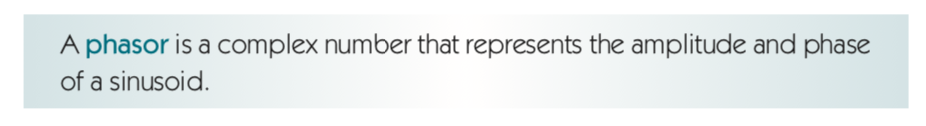 A phasor is a complex number that represents the amplitude and phase
of a sinusoid.